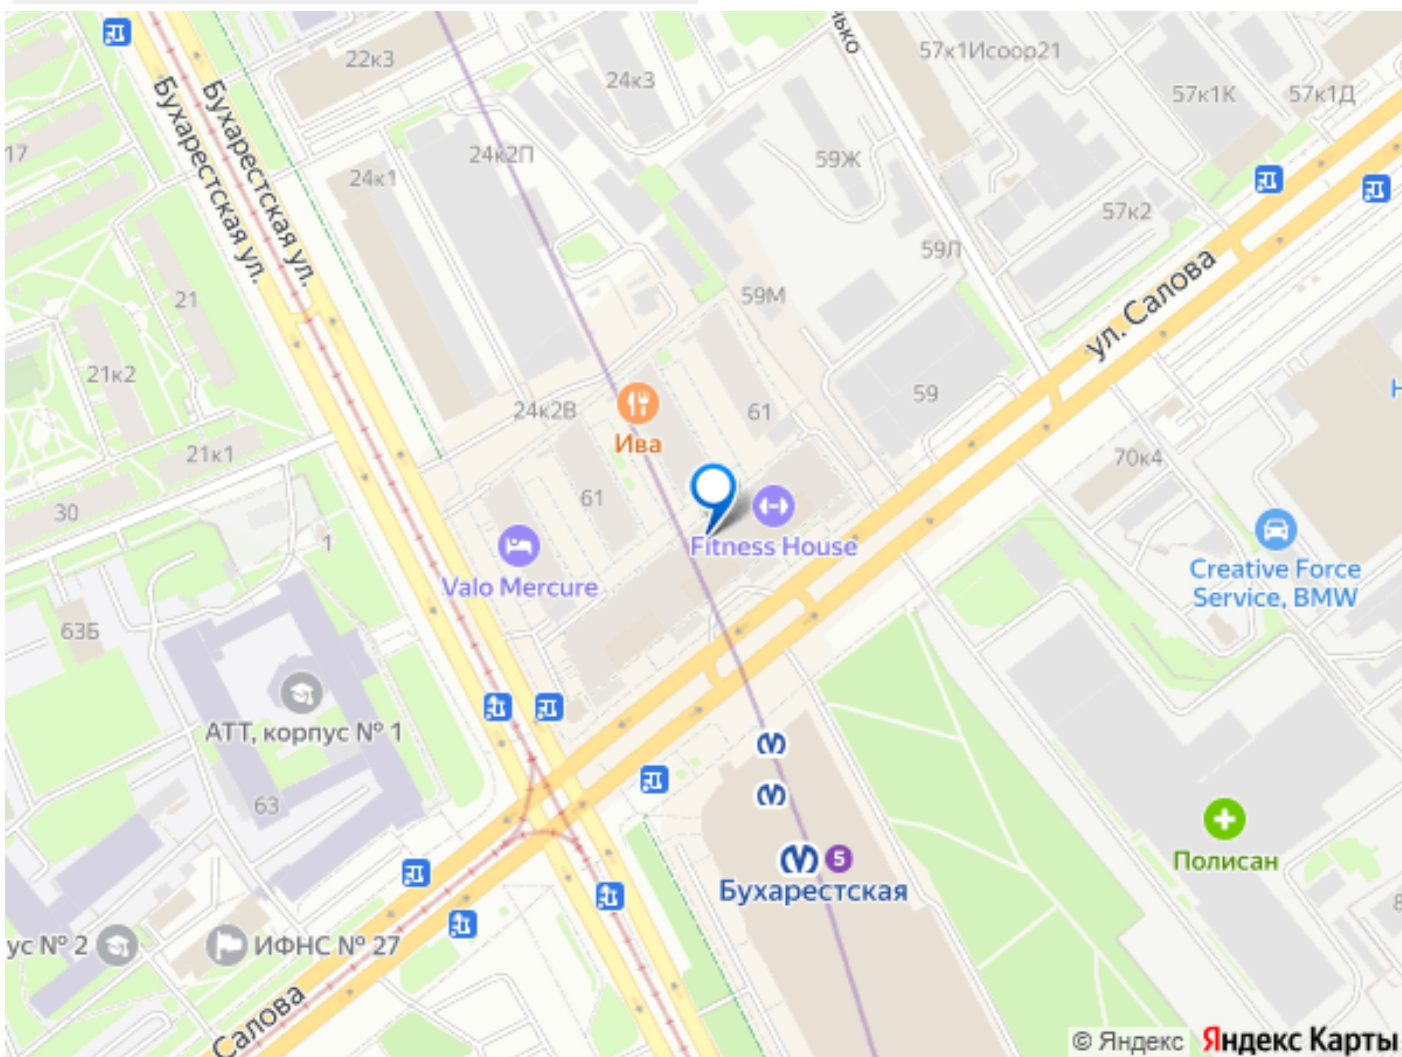 22к3
24к3
57к1Исоор21
57к1К
57к1Д
17
24к2П
59Ж
24к1
57к2
Бухарестская ул.
Бухарестская ул.
59Л
21
59М
ул. Салова
21к2
24к2В
61
59
Ива
21к1
70к4
61
30
1
Fitness House
Valo Mercure
Creative Force
Service, BMW
63Б
АТТ, корпус № 1
63
5
Бухарестская
Полисан
ус № 2
ИФНС № 27
Салова
© Яндекс
Яндекс Карты